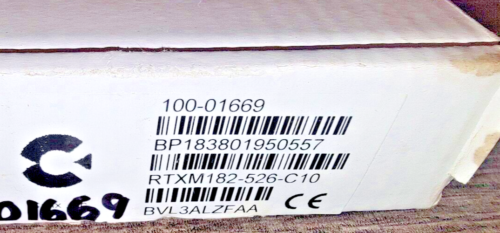 100-01669
BP183801950557
RTXM182-526-C10
BVL3ALZFAA CE
01669